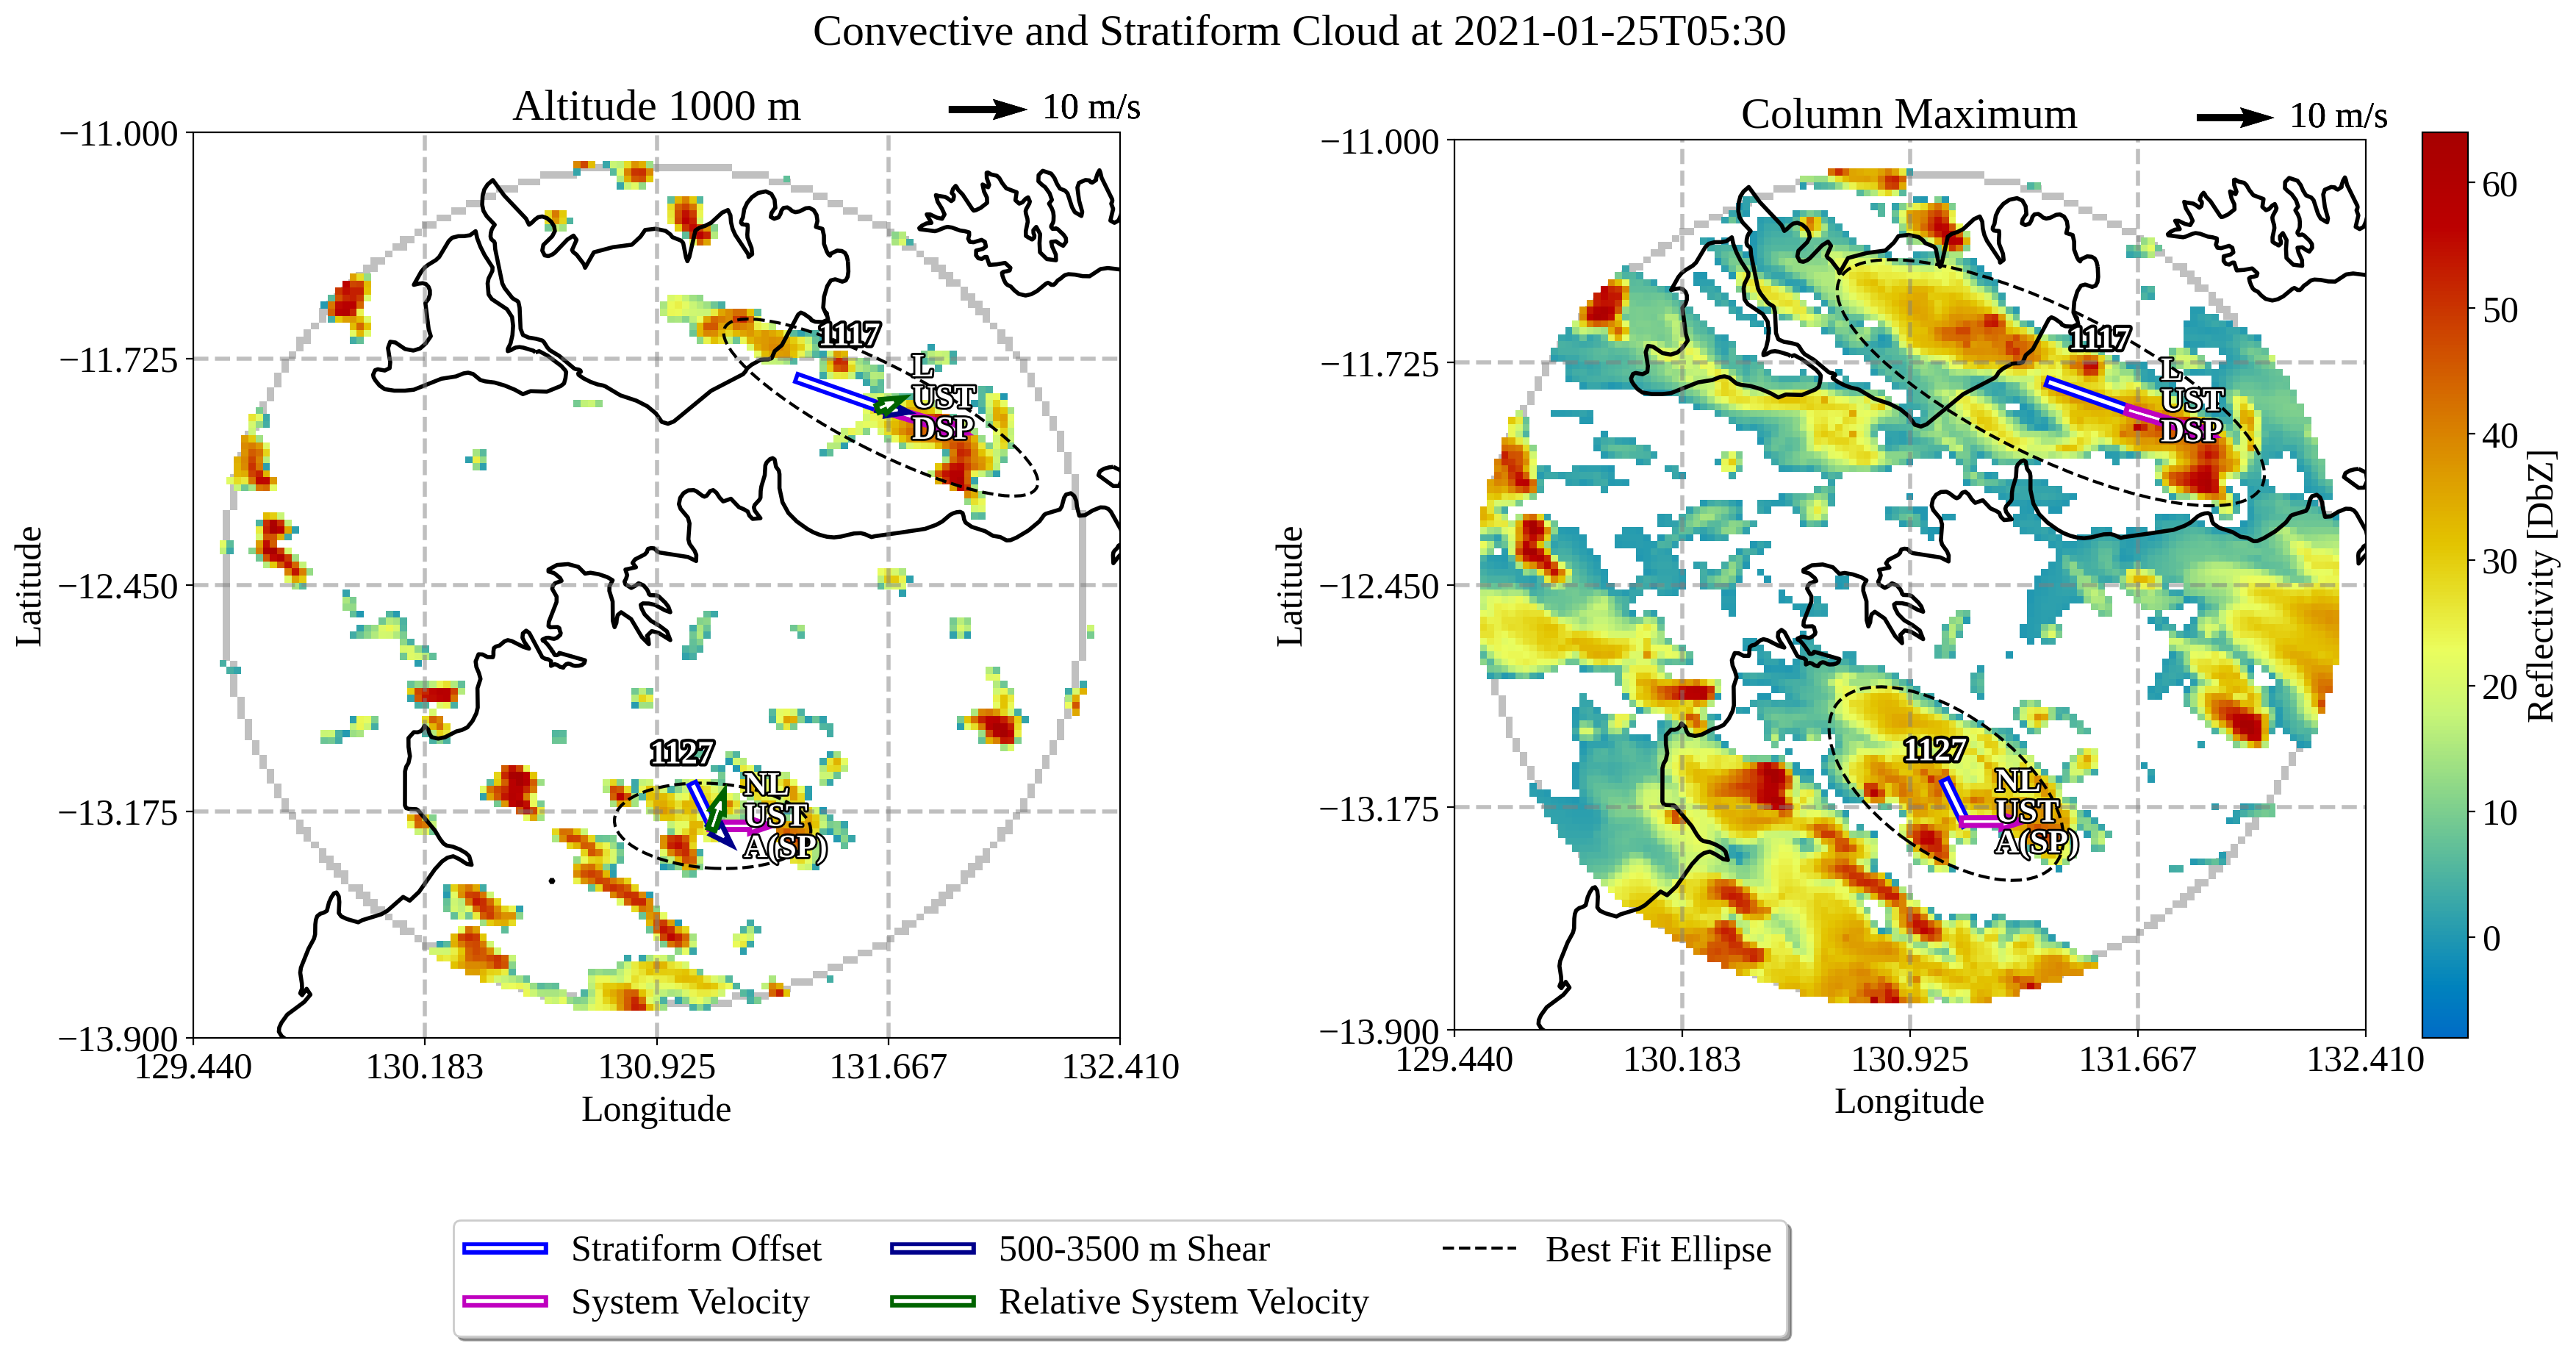 Convective and Stratiform Cloud at 2021-01-25T05:30
Altitude 1000 m
10 m/s
−11.000
−11.725
−12.450
−13.175
−13.900
Latitude
129.440
130.183
130.925
131.667
132.410
Longitude
1117
L
UST
DSP
1127
NL
UST
A(SP)
Column Maximum
10 m/s
−11.000
−11.725
−12.450
−13.175
−13.900
Latitude
129.440
130.183
130.925
131.667
132.410
Longitude
1117
L
UST
DSP
1127
NL
UST
A(SP)
60
50
40
30
20
10
0
Reflectivity [DbZ]
Stratiform Offset
System Velocity
500-3500 m Shear
Relative System Velocity
Best Fit Ellipse